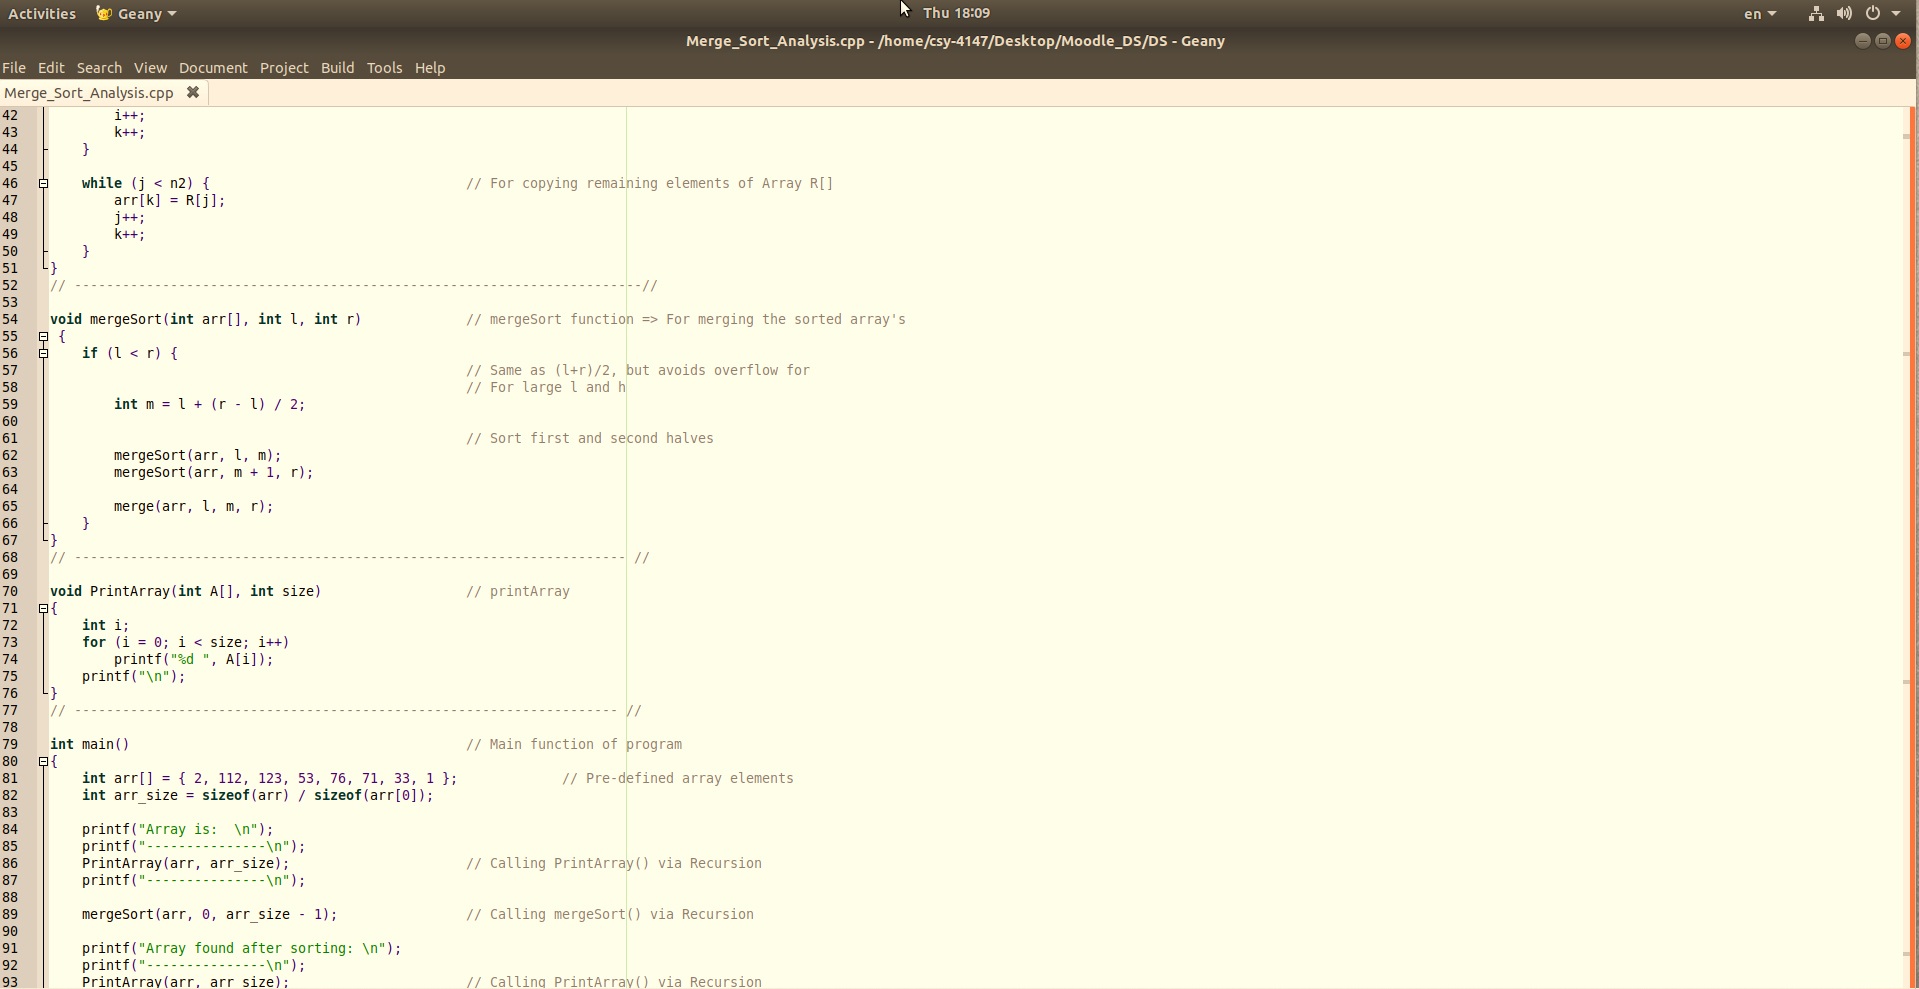 Activities Geany Thu 18:09 en
Merge_Sort_Analysis.cpp - /home/csy-4147/Desktop/Moodle_DS/DS - Geany
File Edit Search View Document Project Build Tools Help
Merge_Sort_Analysis.cpp
42         i++;
43         k++;
44     }
45
46     while (j < n2) {                                // For copying remaining elements of Array R[]
47         arr[k] = R[j];
48         j++;
49         k++;
50     }
51 }
52 // -----------------------------------------------------------------------//
53
54 void mergeSort(int arr[], int l, int r)             // mergeSort function => For merging the sorted array's
55  {
56     if (l < r) {
57                                                     // Same as (l+r)/2, but avoids overflow for
58                                                     // For large l and h
59         int m = l + (r - l) / 2;
60
61                                                     // Sort first and second halves
62         mergeSort(arr, l, m);
63         mergeSort(arr, m + 1, r);
64
65         merge(arr, l, m, r);
66     }
67 }
68 // --------------------------------------------------------------------- //
69
70 void PrintArray(int A[], int size)                  // printArray
71 {
72     int i;
73     for (i = 0; i < size; i++)
74         printf("%d ", A[i]);
75     printf("\n");
76 }
77 // -------------------------------------------------------------------- //
78
79 int main()                                          // Main function of program
80 {
81     int arr[] = { 2, 112, 123, 53, 76, 71, 33, 1 };             // Pre-defined array elements
82     int arr_size = sizeof(arr) / sizeof(arr[0]);
83
84     printf("Array is:  \n");
85     printf("---------------\n");
86     PrintArray(arr, arr_size);                      // Calling PrintArray() via Recursion
87     printf("---------------\n");
88
89     mergeSort(arr, 0, arr_size - 1);                // Calling mergeSort() via Recursion
90
91     printf("Array found after sorting: \n");
92     printf("---------------\n");
93     PrintArray(arr, arr_size);                      // Calling PrintArray() via Recursion